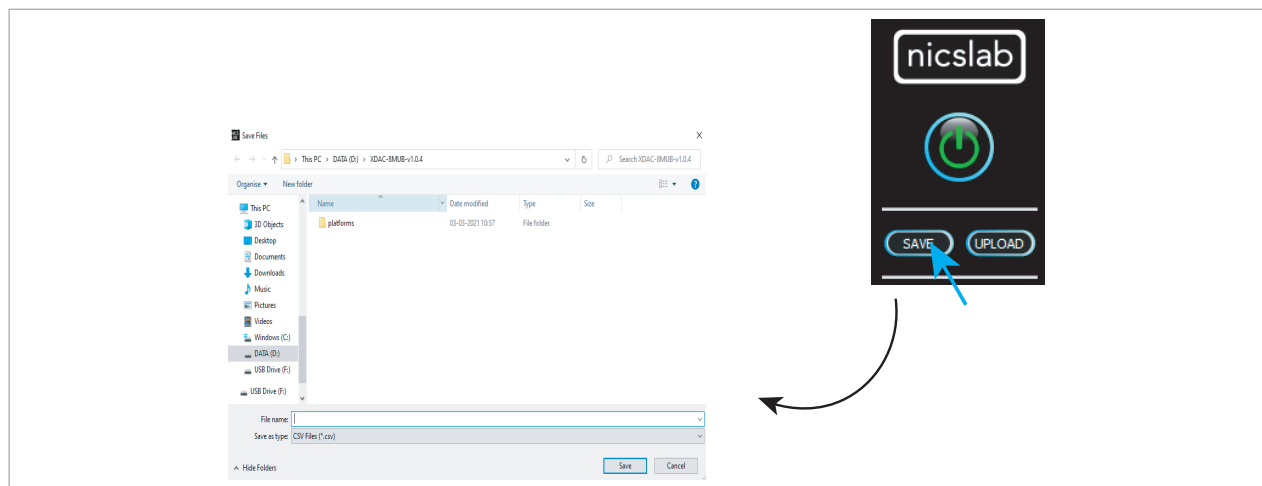 nicslab
SAVE UPLOAD
Save Files X
This PC > DATA (D:) > XDAC-8MUB-v1.0.4 Search XDAC-8MUB-v1.0.4
Organise New folder
Name Date modified Type Size
platforms 03-03-2021 10:57 File folder
This PC
3D Objects
Desktop
Documents
Downloads
Music
Pictures
Videos
Windows (C:)
DATA (D:)
USB Drive (F:)
USB Drive (F:)
File name:
Save as type: CSV Files (*.csv)
Hide Folders Save Cancel